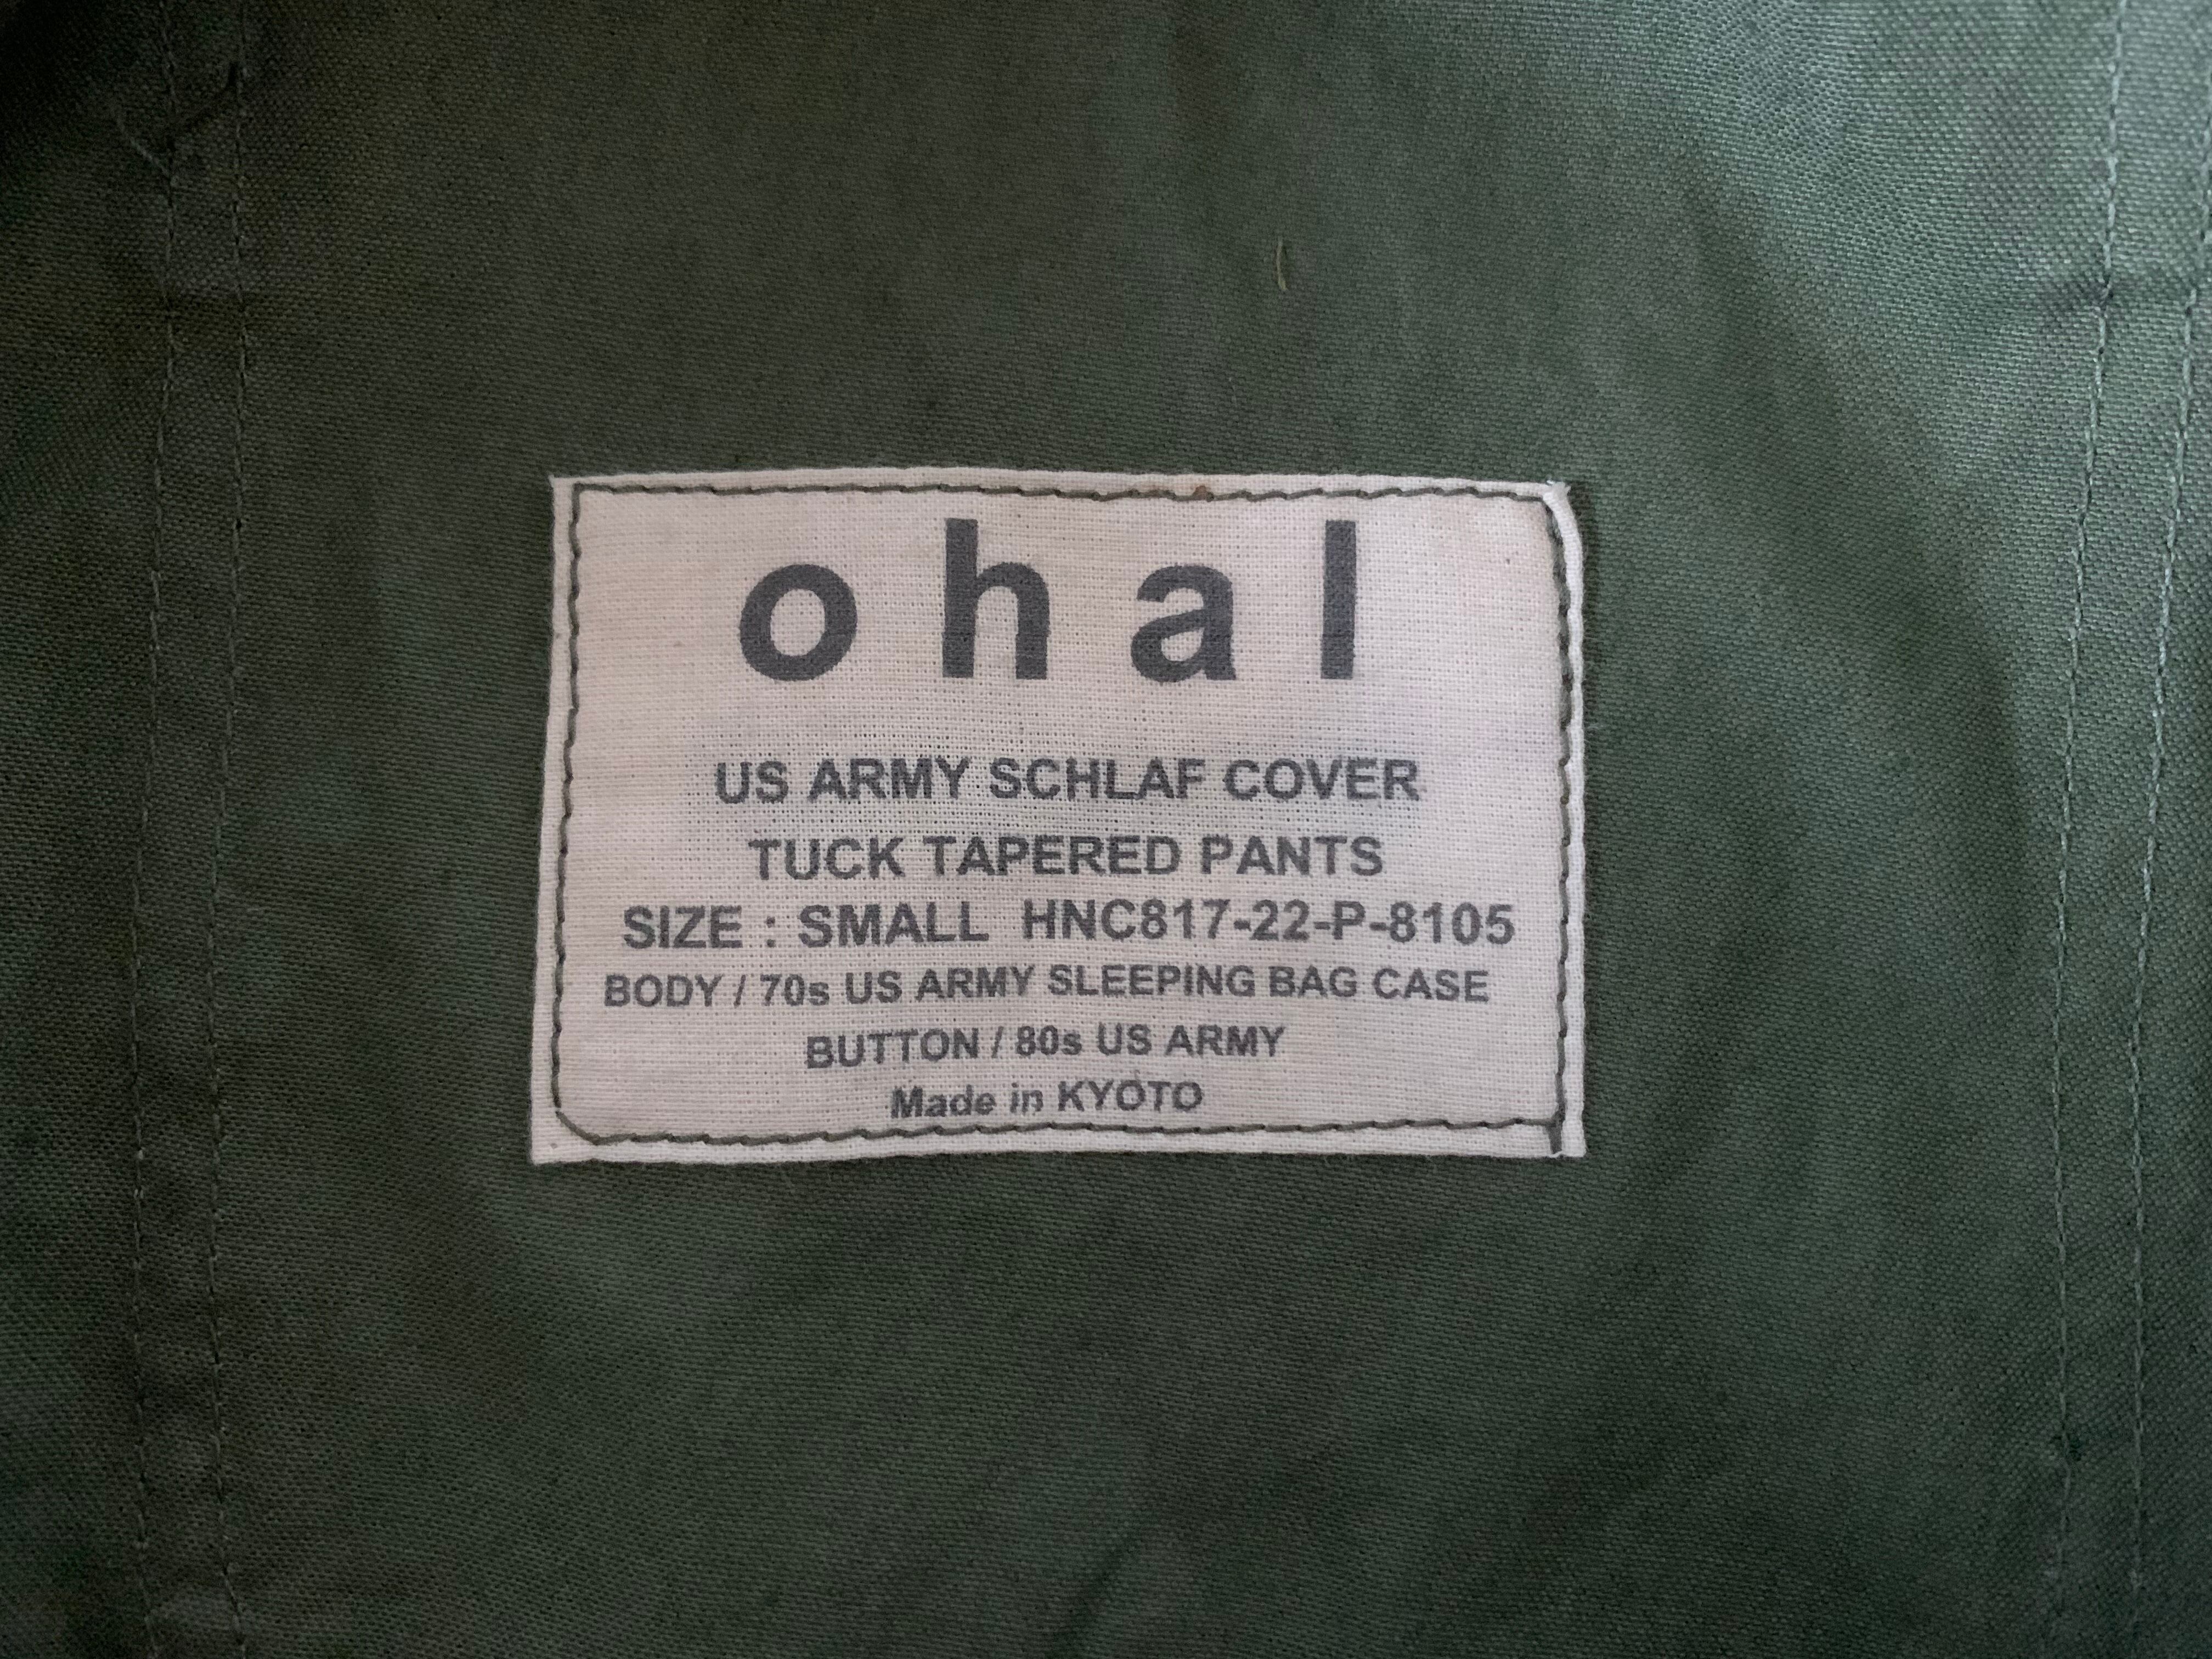 ohal
US ARMY SCHLAF COVER
TUCK TAPERED PANTS
SIZE : SMALL HNC817-22-P-8105
BODY / 70s US ARMY SLEEPING BAG CASE
BUTTON / 80s US ARMY
Made in KYOTO